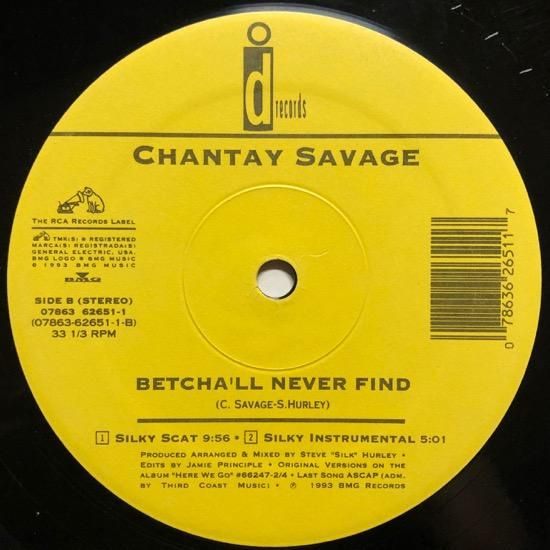 id records
CHANTAY SAVAGE
THE RCA RECORDS LABEL
TMK(S) ® REGISTERED
MARCA(S) REGISTRADA(S)
GENERAL ELECTRIC, USA.
BMG LOGO ® BMG MUSIC
© 1993 BMG MUSIC
BMG
SIDE B (STEREO)
07863 62651-1
(07863-62651-1-B)
33 1/3 RPM
0 78636 26511 7
BETCHA'LL NEVER FIND
(C. SAVAGE-S.HURLEY)
1 SILKY SCAT 9:56 • 2 SILKY INSTRUMENTAL 5:01
PRODUCED ARRANGED & MIXED BY STEVE "SILK" HURLEY •
EDITS BY JAMIE PRINCIPLE • ORIGINAL VERSIONS ON THE
ALBUM "HERE WE GO" #66247-2/4 • LAST SONG ASCAP (ADM.
BY THIRD COAST MUSIC) • ℗ 1993 BMG RECORDS